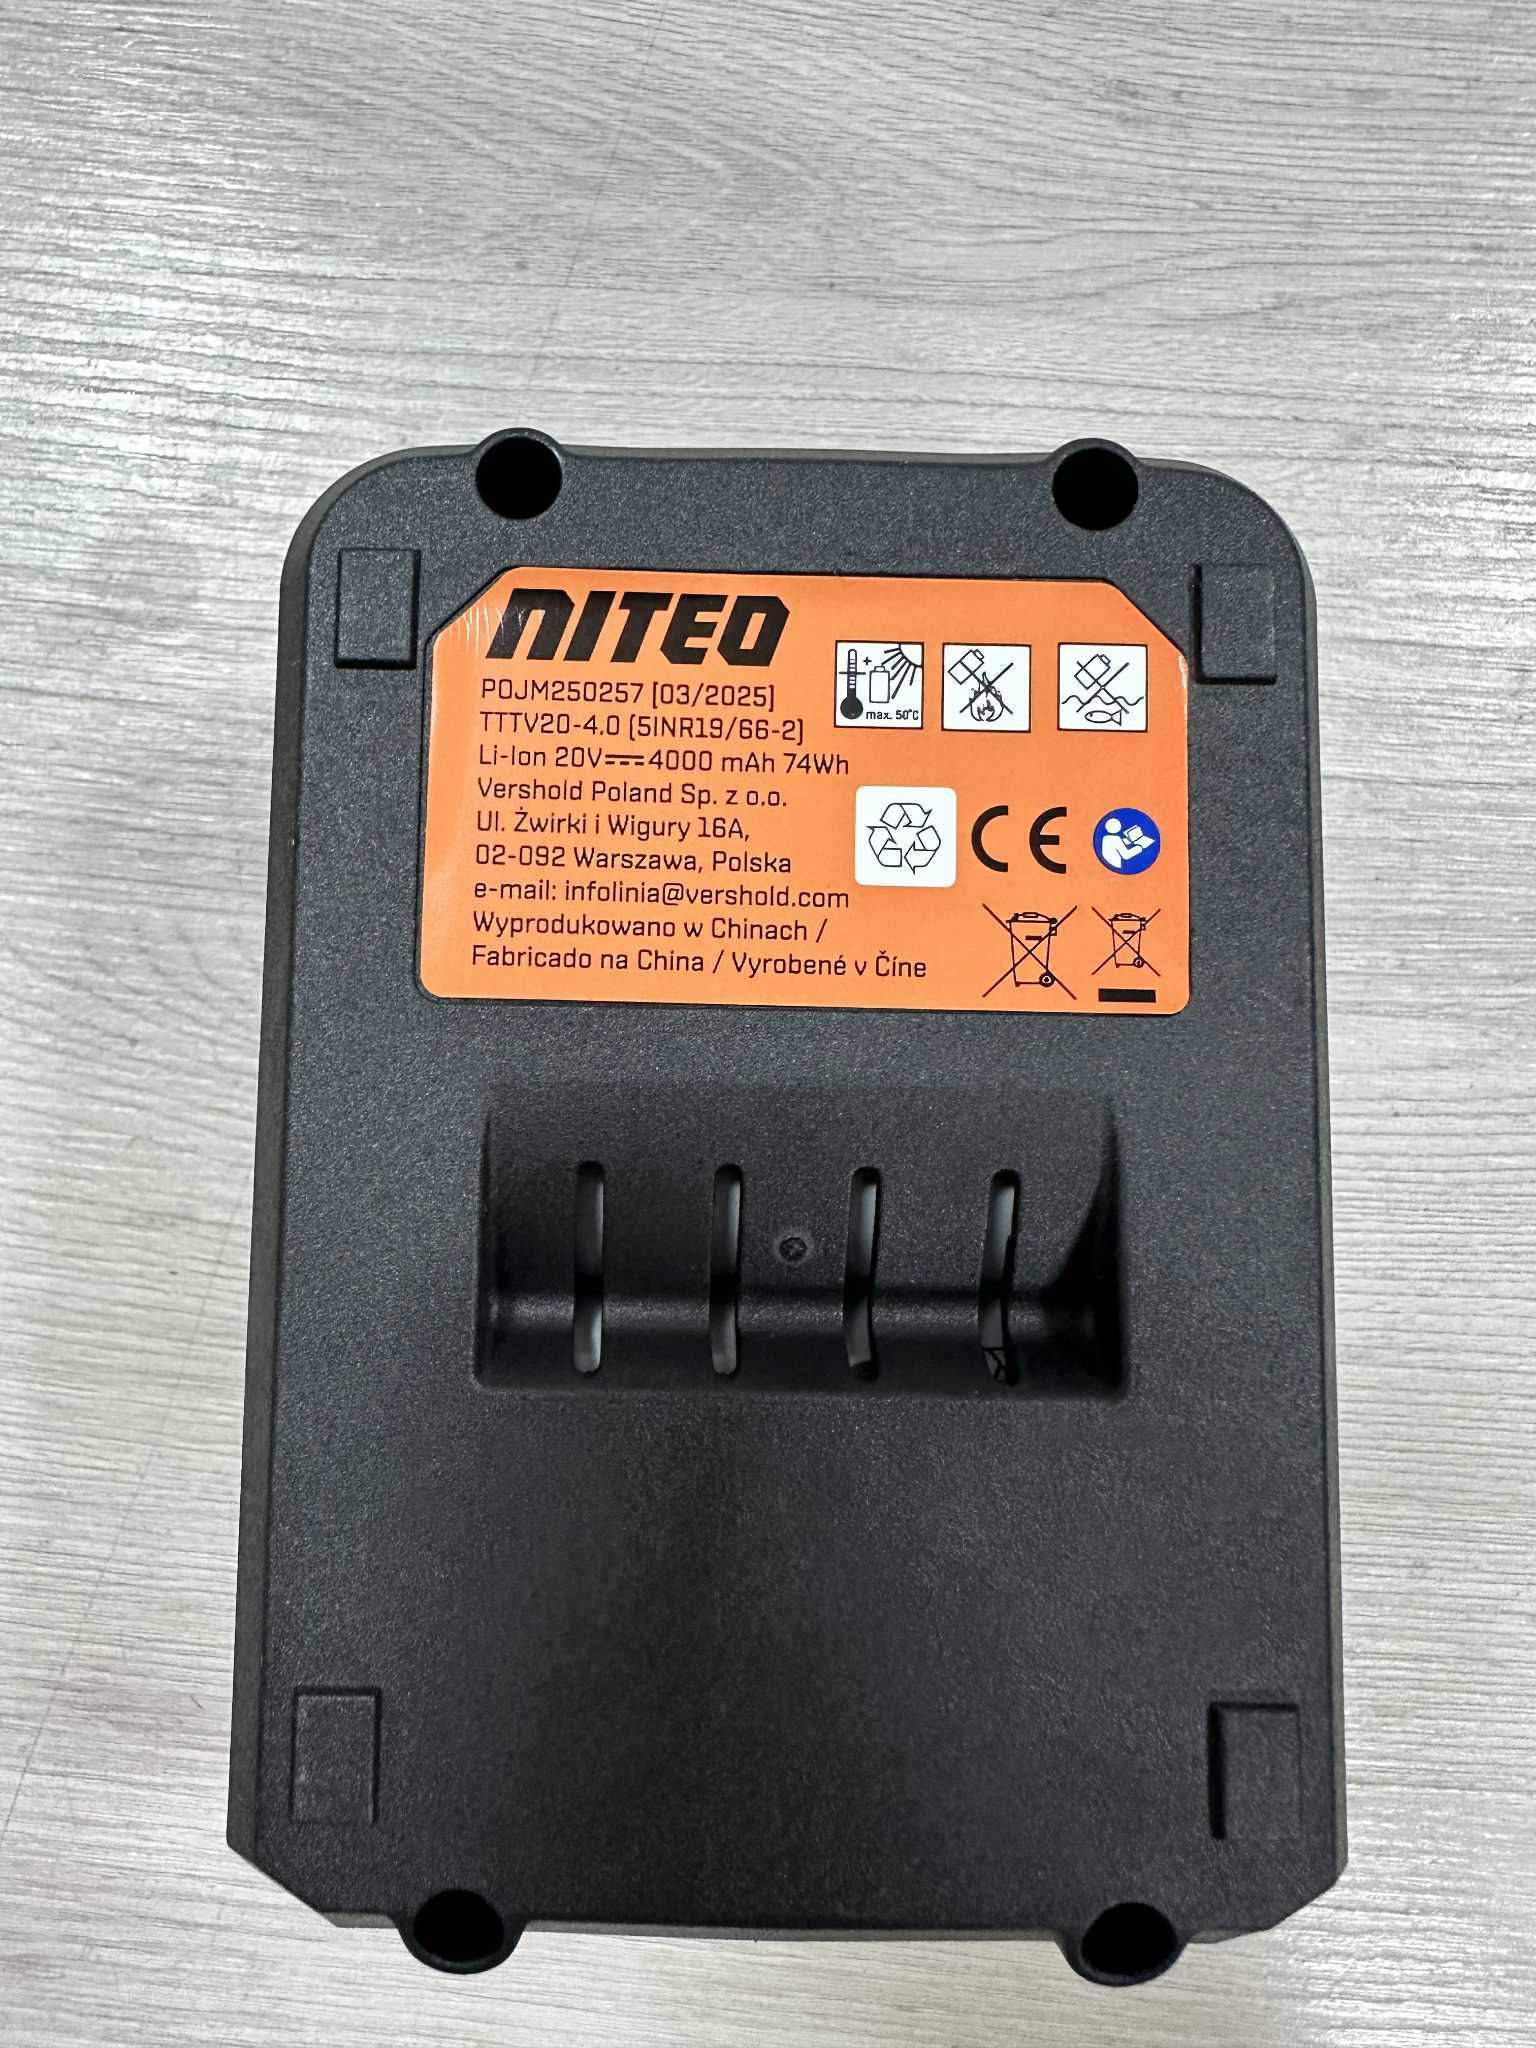 NITEO
POJM250257 [03/2025]
TTTV20-4.0 [5INR19/66-2]
Li-Ion 20V⎓4000 mAh 74Wh
Vershold Poland Sp. z o.o.
Ul. Żwirki i Wigury 16A,
02-092 Warszawa, Polska
e-mail: infolinia@vershold.com
Wyprodukowano w Chinach /
Fabricado na China / Vyrobené v Číne
+
max. 50°C
CE